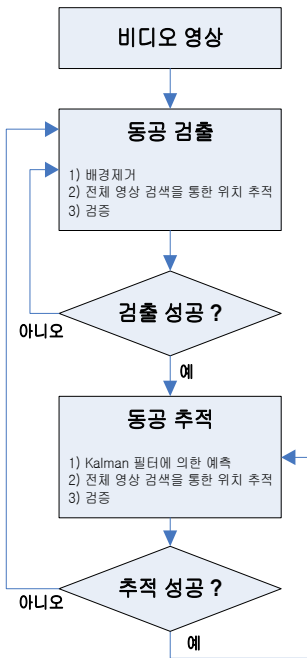 비디오 영상
동공 검출
1) 배경제거
2) 전체 영상 검색을 통한 위치 추적
3) 검증
검출 성공 ?
아니오
예
동공 추적
1) Kalman 필터에 의한 예측
2) 전체 영상 검색을 통한 위치 추적
3) 검증
추적 성공 ?
아니오
예